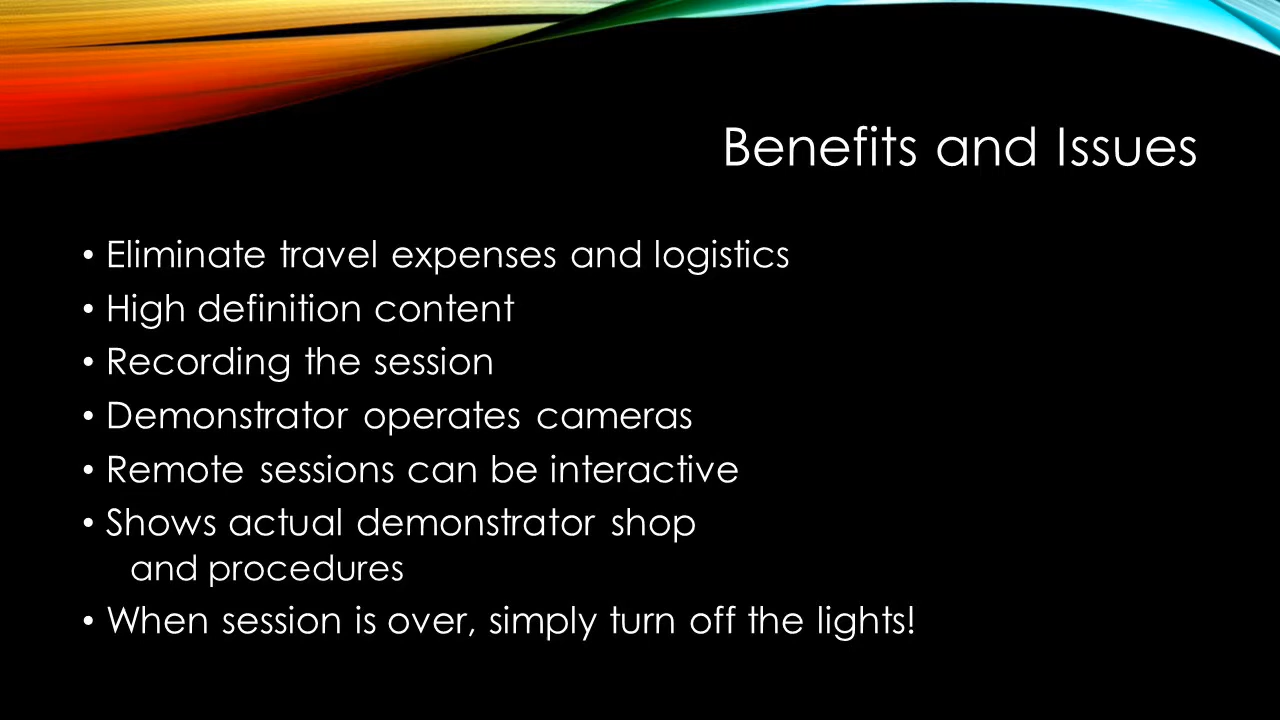 Benefits and Issues
• Eliminate travel expenses and logistics
• High definition content
• Recording the session
• Demonstrator operates cameras
• Remote sessions can be interactive
• Shows actual demonstrator shop
and procedures
• When session is over, simply turn off the lights!